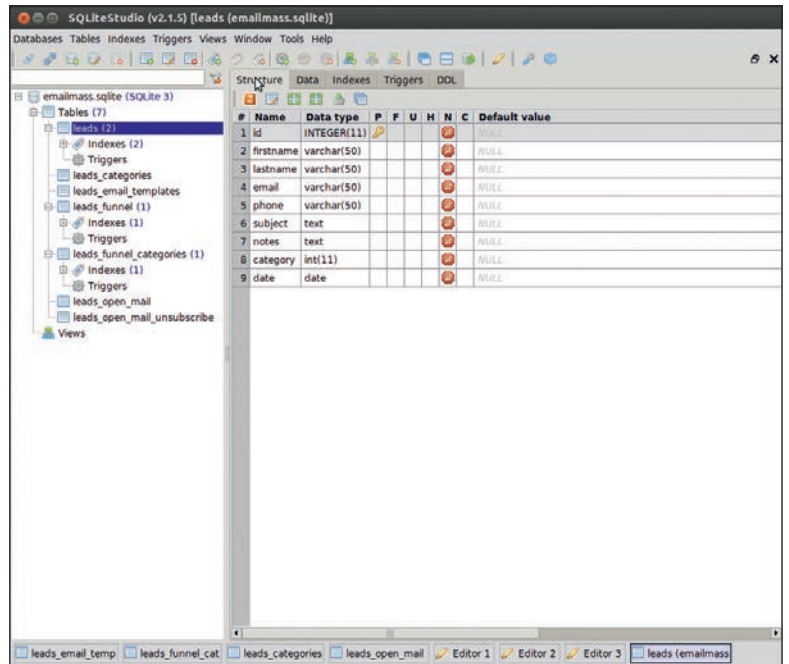 SQLiteStudio (v2.1.5) [leads (emailmass.sqlite)]
Databases Tables Indexes Triggers Views Window Tools Help
Structure Data Indexes Triggers DDL
emailmass.sqlite (SQLite 3)
Tables (7)
leads (2)
Indexes (2)
Triggers
leads_categories
leads_email_templates
leads_funnel (1)
Indexes (1)
Triggers
leads_funnel_categories (1)
Indexes (1)
Triggers
leads_open_mail
leads_open_mail_unsubscribe
Views
# Name Data type P F U H N C Default value
1 id INTEGER(11) NULL
2 firstname varchar(50) NULL
3 lastname varchar(50) NULL
4 email varchar(50) NULL
5 phone varchar(50) NULL
6 subject text NULL
7 notes text NULL
8 category int(11) NULL
9 date date NULL
leads_email_temp leads_funnel_cat leads_categories leads_open_mail Editor 1 Editor 2 Editor 3 leads (emailmass